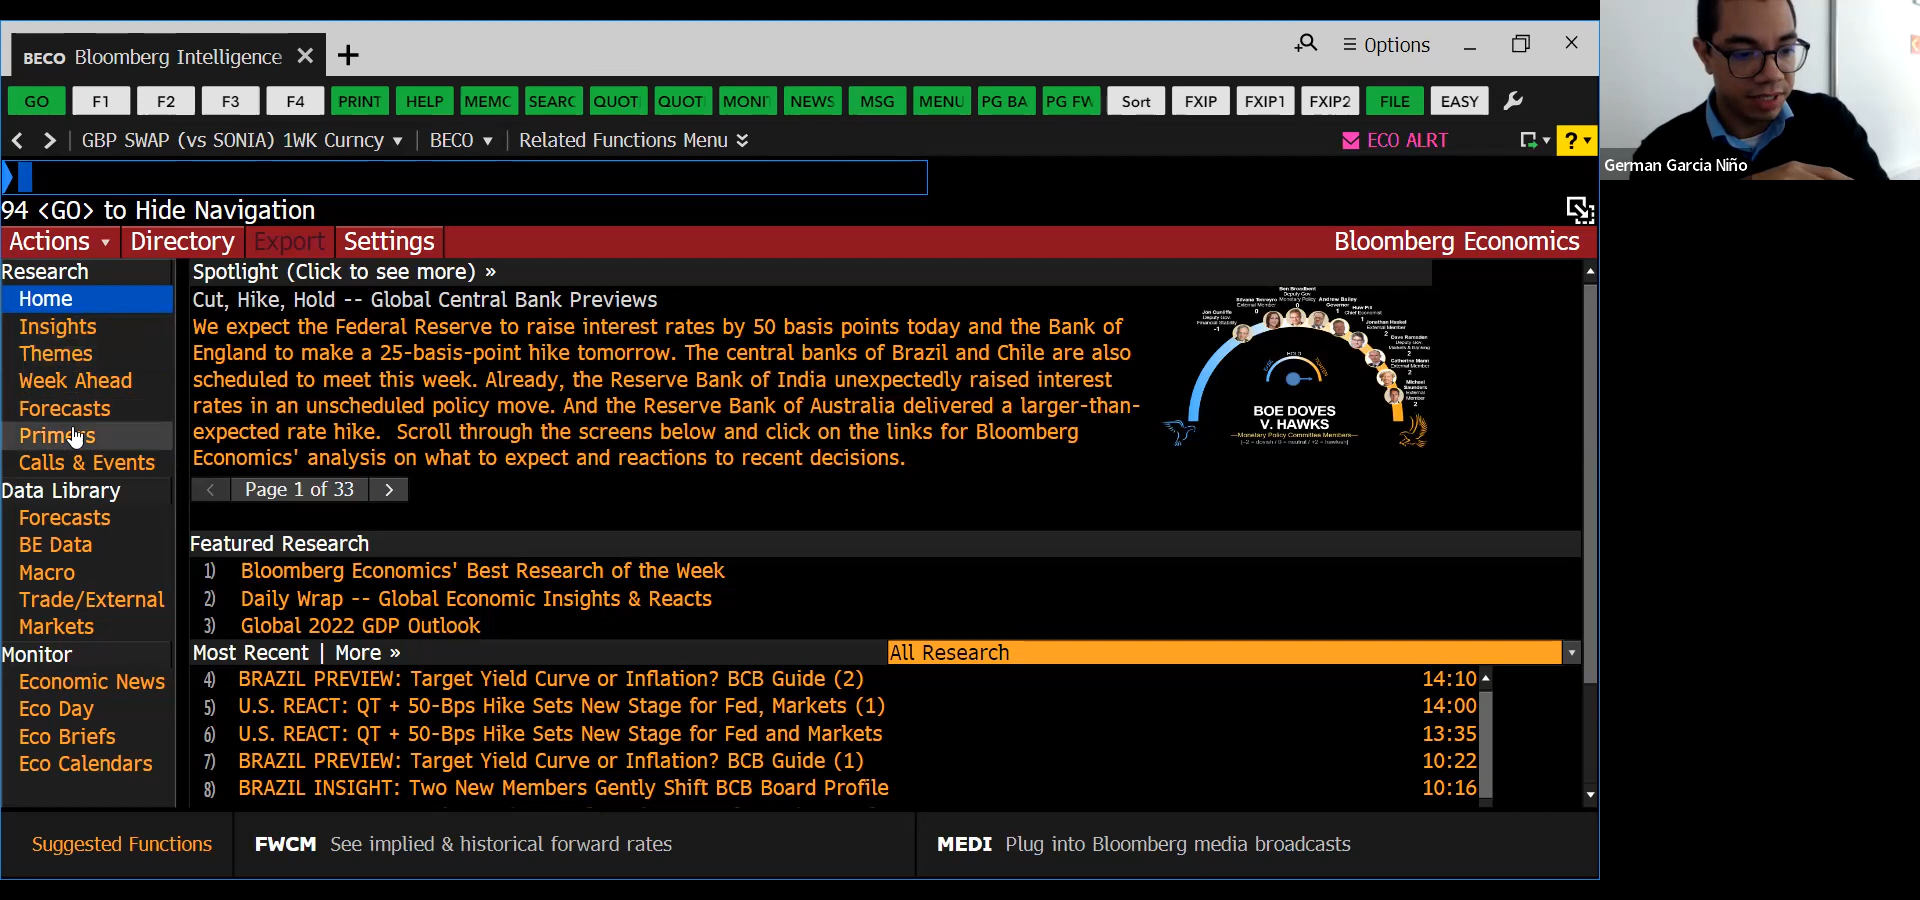 BECO Bloomberg Intelligence
Options
GO F1 F2 F3 F4 PRINT HELP MEMC SEARC QUOT QUOT MONI NEWS MSG MENU PG BA PG FW Sort FXIP FXIP1 FXIP2 FILE EASY
GBP SWAP (vs SONIA) 1WK Curncy BECO Related Functions Menu ECO ALRT ?
German Garcia Niño
94 <GO> to Hide Navigation
Actions Directory Export Settings Bloomberg Economics
Research
Home
Insights
Themes
Week Ahead
Forecasts
Primers
Calls & Events
Data Library
Forecasts
BE Data
Macro
Trade/External
Markets
Monitor
Economic News
Eco Day
Eco Briefs
Eco Calendars
Spotlight (Click to see more) »
Cut, Hike, Hold -- Global Central Bank Previews
We expect the Federal Reserve to raise interest rates by 50 basis points today and the Bank of
England to make a 25-basis-point hike tomorrow. The central banks of Brazil and Chile are also
scheduled to meet this week. Already, the Reserve Bank of India unexpectedly raised interest
rates in an unscheduled policy move. And the Reserve Bank of Australia delivered a larger-than-
expected rate hike. Scroll through the screens below and click on the links for Bloomberg
Economics' analysis on what to expect and reactions to recent decisions.
BOE DOVES
V. HAWKS
—Monetary Policy Committee Members—
< Page 1 of 33 >
Featured Research
1) Bloomberg Economics' Best Research of the Week
2) Daily Wrap -- Global Economic Insights & Reacts
3) Global 2022 GDP Outlook
Most Recent | More » All Research
4) BRAZIL PREVIEW: Target Yield Curve or Inflation? BCB Guide (2) 14:10
5) U.S. REACT: QT + 50-Bps Hike Sets New Stage for Fed, Markets (1) 14:00
6) U.S. REACT: QT + 50-Bps Hike Sets New Stage for Fed and Markets 13:35
7) BRAZIL PREVIEW: Target Yield Curve or Inflation? BCB Guide (1) 10:22
8) BRAZIL INSIGHT: Two New Members Gently Shift BCB Board Profile 10:16
Suggested Functions FWCM See implied & historical forward rates MEDI Plug into Bloomberg media broadcasts